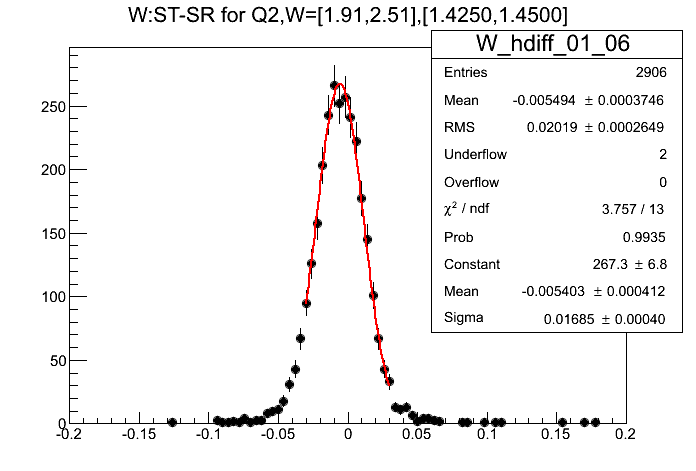 W:ST-SR for Q2,W=[1.91,2.51],[1.4250,1.4500]
W_hdiff_01_06
Entries 2906
Mean -0.005494 ± 0.0003746
RMS 0.02019 ± 0.0002649
Underflow 2
Overflow 0
χ² / ndf 3.757 / 13
Prob 0.9935
Constant 267.3 ± 6.8
Mean -0.005403 ± 0.000412
Sigma 0.01685 ± 0.00040
250
200
150
100
50
0
-0.2 -0.15 -0.1 -0.05 0 0.05 0.1 0.15 0.2